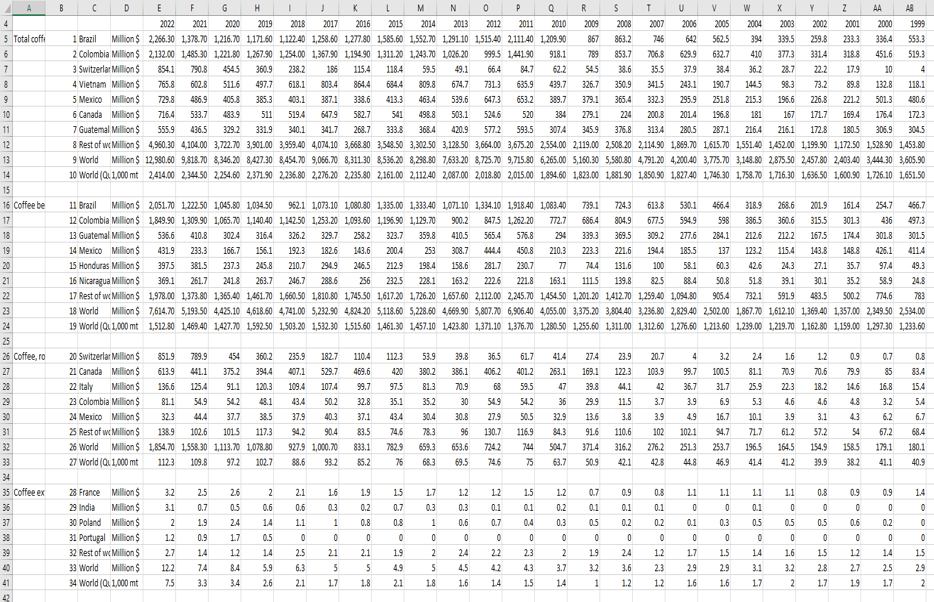 A B C D E F G H I J K L M N O P Q R S T U V W X Y Z AA AB
4 2022 2021 2020 2019 2018 2017 2016 2015 2014 2013 2012 2011 2010 2009 2008 2007 2006 2005 2004 2003 2002 2001 2000 1999
5 Total coff 1 Brazil Million $ 2,266.30 1,378.70 1,216.70 1,171.60 1,122.40 1,258.60 1,277.80 1,585.60 1,552.70 1,291.10 1,515.40 2,111.40 1,209.90 867 863.2 746 642 562.5 394 339.5 259.8 233.3 336.4 553.3
6 2 Colombia Million $ 2,132.00 1,485.30 1,221.80 1,267.90 1,254.00 1,367.90 1,194.90 1,311.20 1,243.70 1,026.20 999.5 1,441.90 918.1 789 853.7 706.8 629.9 632.7 410 377.3 331.4 318.8 451.6 519.3
7 3 Switzerlar Million $ 854.1 790.8 454.5 360.9 238.2 186 115.4 118.4 59.5 49.1 66.4 84.7 62.2 54.5 38.6 35.5 37.9 38.4 36.2 28.7 22.2 17.9 10 4
8 4 Vietnam Million $ 765.8 602.8 511.6 497.7 618.1 803.4 864.4 684.4 809.8 674.7 731.3 635.9 439.7 326.7 350.9 341.5 243.1 190.7 144.5 98.3 73.2 89.8 132.8 118.1
9 5 Mexico Million $ 729.8 486.9 405.8 385.3 403.1 387.1 338.6 413.3 463.4 539.6 647.3 653.2 389.7 379.1 365.4 332.3 295.9 251.8 215.3 196.6 226.8 221.2 501.3 480.6
10 6 Canada Million $ 716.4 533.7 483.9 511 519.4 647.9 582.7 541 498.8 503.1 524.6 520 384 279.1 224 200.8 201.4 196.8 181 167 171.7 169.4 176.4 172.3
11 7 Guatemal Million $ 555.9 436.5 329.2 331.9 340.1 341.7 268.7 333.8 368.4 420.9 577.2 593.5 307.4 345.9 376.8 313.4 280.5 287.1 216.4 216.1 172.8 180.5 306.9 304.5
12 8 Rest of wo Million $ 4,960.30 4,104.00 3,722.70 3,901.00 3,959.40 4,074.10 3,668.80 3,548.50 3,302.50 3,128.50 3,664.00 3,675.20 2,554.00 2,119.00 2,508.20 2,114.90 1,869.70 1,615.70 1,551.40 1,452.00 1,199.90 1,172.50 1,528.90 1,453.80
13 9 World Million $ 12,980.60 9,818.70 8,346.20 8,427.30 8,454.70 9,066.70 8,311.30 8,536.20 8,298.80 7,633.20 8,725.70 9,715.80 6,265.00 5,160.30 5,580.80 4,791.20 4,200.40 3,775.70 3,148.80 2,875.50 2,457.80 2,403.40 3,444.30 3,605.90
14 10 World (Qu 1,000 mt 2,414.00 2,344.50 2,254.60 2,371.90 2,236.80 2,276.20 2,235.80 2,161.00 2,112.40 2,087.00 2,018.80 2,015.00 1,894.60 1,823.00 1,881.90 1,850.90 1,827.40 1,746.30 1,758.70 1,716.30 1,636.50 1,600.90 1,726.10 1,651.50
15
16 Coffee be 11 Brazil Million $ 2,051.70 1,222.50 1,045.80 1,034.50 962.1 1,073.10 1,080.80 1,335.00 1,333.40 1,071.10 1,334.10 1,918.40 1,083.40 739.1 724.3 613.8 530.1 466.4 318.9 268.6 201.9 161.4 254.7 466.7
17 12 Colombia Million $ 1,849.90 1,309.90 1,065.70 1,140.40 1,142.50 1,253.20 1,093.60 1,196.90 1,129.70 900.2 847.5 1,262.20 772.7 686.4 804.9 677.5 594.9 598 386.5 360.6 315.5 301.3 436 497.3
18 13 Guatemal Million $ 536.6 410.8 302.4 316.4 326.2 329.7 258.2 323.7 359.8 410.5 565.4 576.8 294 339.3 369.5 309.2 277.6 284.1 212.6 212.2 167.5 174.4 301.8 301.5
19 14 Mexico Million $ 431.9 233.3 166.7 156.1 192.3 182.6 143.6 200.4 253 308.7 444.4 450.8 210.3 223.3 221.6 194.4 185.5 137 123.2 115.4 143.8 148.8 426.1 411.4
20 15 Honduras Million $ 397.5 381.5 237.3 245.8 210.7 294.9 246.5 212.9 198.4 158.6 281.7 230.7 77 74.4 131.6 100 58.1 60.3 42.6 24.3 27.1 35.7 97.4 49.3
21 16 Nicaragua Million $ 369.1 261.7 241.8 263.7 246.7 288.6 256 232.5 228.1 163.2 222.6 221.8 163.1 111.5 139.8 82.5 88.4 50.8 51.8 39.1 30.1 35.2 58.9 24.8
22 17 Rest of wo Million $ 1,978.00 1,373.80 1,365.40 1,461.70 1,660.50 1,810.80 1,745.50 1,617.20 1,726.20 1,657.60 2,112.00 2,245.70 1,454.50 1,201.20 1,412.70 1,259.40 1,094.80 905.4 732.1 591.9 483.5 500.2 774.6 783
23 18 World Million $ 7,614.70 5,193.50 4,425.10 4,618.60 4,741.00 5,232.90 4,824.20 5,118.60 5,228.60 4,669.90 5,807.70 6,906.40 4,055.00 3,375.20 3,804.40 3,236.80 2,829.40 2,502.00 1,867.70 1,612.10 1,369.40 1,357.00 2,349.50 2,534.00
24 19 World (Qu 1,000 mt 1,512.80 1,469.40 1,427.70 1,592.50 1,503.20 1,532.30 1,515.60 1,461.30 1,457.10 1,423.80 1,371.10 1,376.70 1,280.50 1,255.60 1,311.00 1,312.60 1,276.60 1,213.60 1,239.00 1,219.70 1,162.80 1,159.00 1,297.30 1,233.60
25
26 Coffee, ro 20 Switzerlar Million $ 851.9 789.9 454 360.2 235.9 182.7 110.4 112.3 53.9 39.8 36.5 61.7 41.4 27.4 23.9 20.7 4 3.2 2.4 1.6 1.2 0.9 0.7 0.8
27 21 Canada Million $ 613.9 441.1 375.2 394.4 407.1 529.7 469.6 420 380.2 386.1 406.2 401.2 263.1 169.1 122.3 103.9 99.7 100.5 81.1 70.9 70.6 79.9 85 83.4
28 22 Italy Million $ 136.6 125.4 91.1 120.3 109.4 107.4 99.7 97.5 81.3 70.9 68 59.5 47 39.8 44.1 42 36.7 31.7 25.9 22.3 18.2 14.6 16.8 15.4
29 23 Colombia Million $ 81.1 54.9 54.2 48.1 43.4 50.2 32.8 35.1 35.2 30 54.9 54.2 36 29.9 11.5 3.7 3.9 6.9 5.3 4.6 4.6 4.8 3.2 5.4
30 24 Mexico Million $ 32.3 44.4 37.7 38.5 37.9 40.3 37.1 43.4 30.4 30.8 27.9 50.5 32.9 13.6 3.8 3.9 4.9 16.7 10.1 3.9 3.1 4.3 6.2 6.7
31 25 Rest of wo Million $ 138.9 102.6 101.5 117.3 94.2 90.4 83.5 74.6 78.3 96 130.7 116.9 84.3 91.6 110.6 102 102.1 94.7 71.7 61.2 57.2 54 67.2 68.4
32 26 World Million $ 1,854.70 1,558.30 1,113.70 1,078.80 927.9 1,000.70 833.1 782.9 659.3 653.6 724.2 744 504.7 371.4 316.2 276.2 251.3 253.7 196.5 164.5 154.9 158.5 179.1 180.1
33 27 World (Qu 1,000 mt 112.3 109.8 97.2 102.7 88.6 93.2 85.2 76 68.3 69.5 74.6 75 63.7 50.9 42.1 42.8 44.8 46.9 41.4 41.2 39.9 38.2 41.1 40.9
34
35 Coffee ex 28 France Million $ 3.2 2.5 2.6 2 2.1 1.6 1.9 1.5 1.7 1.2 1.2 1.5 1.2 0.7 0.9 0.8 1.1 1.1 1.1 1.1 0.8 0.9 0.9 1.4
36 29 India Million $ 3.1 0.7 0.5 0.6 0.6 0.3 0.2 0.7 0.3 0.3 0.1 0.1 0.2 0.1 0.1 0.1 0 0 0.1 0 0 0 0 0
37 30 Poland Million $ 2 1.9 2.4 1.4 1.1 1 0.8 0.8 1 0.6 0.7 0.4 0.3 0.5 0.2 0.2 0.1 0.3 0.5 0.5 0.5 0.6 0.2 0
38 31 Portugal Million $ 1.2 0.9 1.7 0.5 0 0 0 0 0 0 0 0 0 0 0 0 0 0 0 0 0 0 0 0
39 32 Rest of wo Million $ 2.7 1.4 1.2 1.4 2.5 2.1 2.1 1.9 2 2.4 2.2 2.3 2 1.9 2.4 1.2 1.7 1.5 1.4 1.6 1.5 1.2 1.4 1.5
40 33 World Million $ 12.2 7.4 8.4 5.9 6.3 5 5 4.9 5 4.5 4.2 4.3 3.7 3.2 3.6 2.3 2.9 2.9 3.1 3.2 2.8 2.7 2.5 2.9
41 34 World (Qu 1,000 mt 7.5 3.3 3.4 2.6 2.1 1.7 1.8 2.1 1.8 1.6 1.4 1.5 1.4 1 1.2 1.2 1.6 1.6 1.7 2 1.7 1.9 1.7 2
42